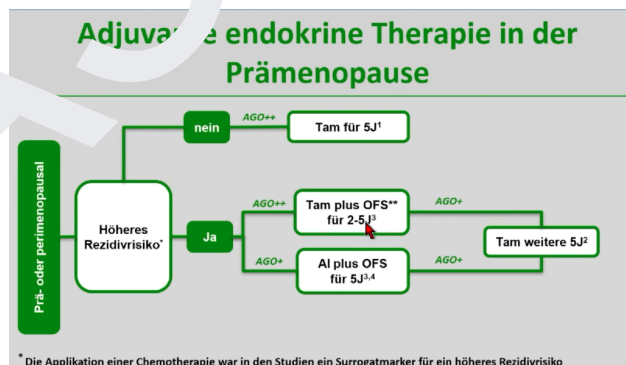 Adjuvante endokrine Therapie in der
Prämenopause
Prä- oder perimenopausal
Höheres
Rezidivrisiko*
nein
AGO++
Tam für 5J¹
Ja
AGO++
Tam plus OFS**
für 2-5J³
AGO+
AGO+
AI plus OFS
für 5J³,⁴
AGO+
Tam weitere 5J²
* Die Applikation einer Chemotherapie war in den Studien ein Surrogatmarker für ein höheres Rezidivrisiko